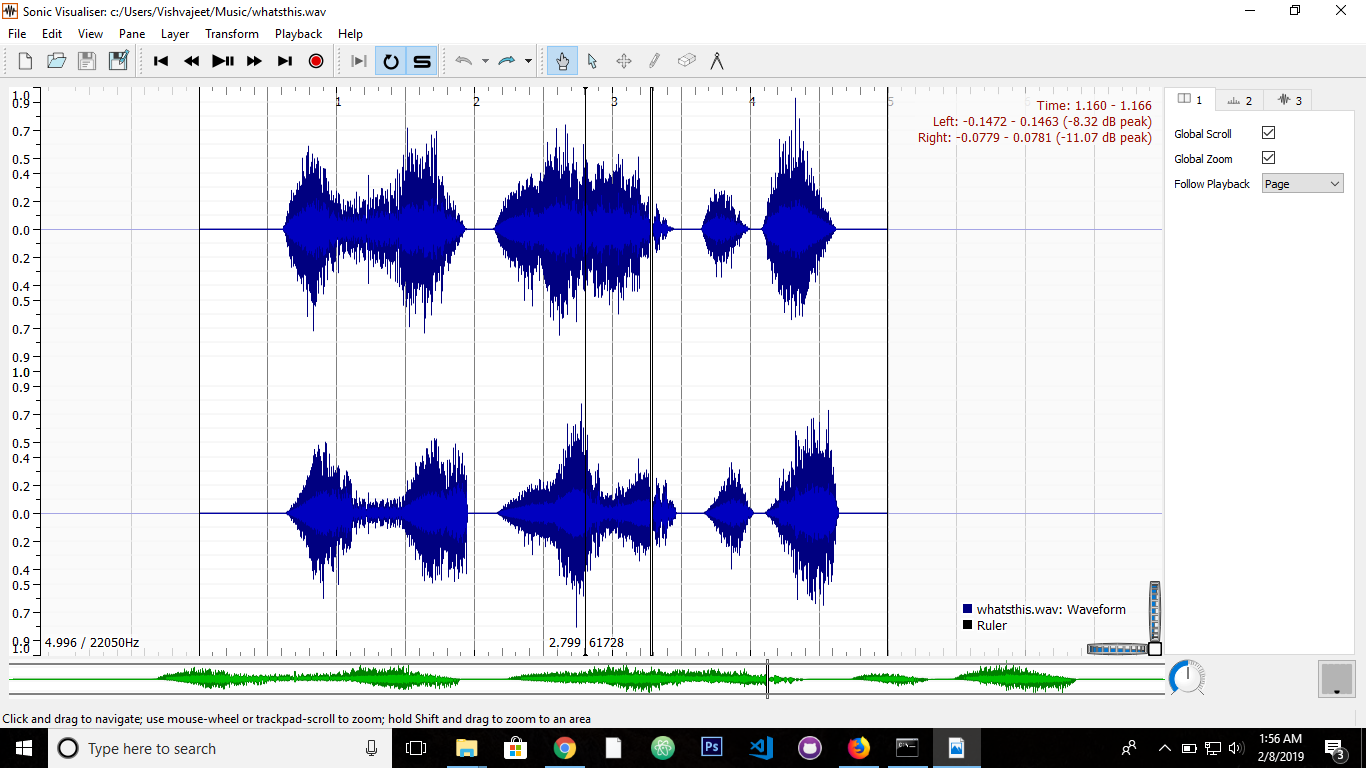 Sonic Visualiser: c:/Users/Vishvajeet/Music/whatsthis.wav
File Edit View Pane Layer Transform Playback Help
1 2 3 4 5 6
Time: 1.160 - 1.166
Left: -0.1472 - 0.1463 (-8.32 dB peak)
Right: -0.0779 - 0.0781 (-11.07 dB peak)
1.0
0.9
0.7
0.5
0.4
0.2
0.0
0.2
0.4
0.5
0.7
0.9
1.0
0.9
0.7
0.5
0.4
0.2
0.0
0.2
0.4
0.5
0.7
0.9
1.0
4.996 / 22050Hz
2.799 61728
whatsthis.wav: Waveform
Ruler
1 2 3
Global Scroll
Global Zoom
Follow Playback Page
Click and drag to navigate; use mouse-wheel or trackpad-scroll to zoom; hold Shift and drag to zoom to an area
Type here to search
Ps
1:56 AM
2/8/2019
3